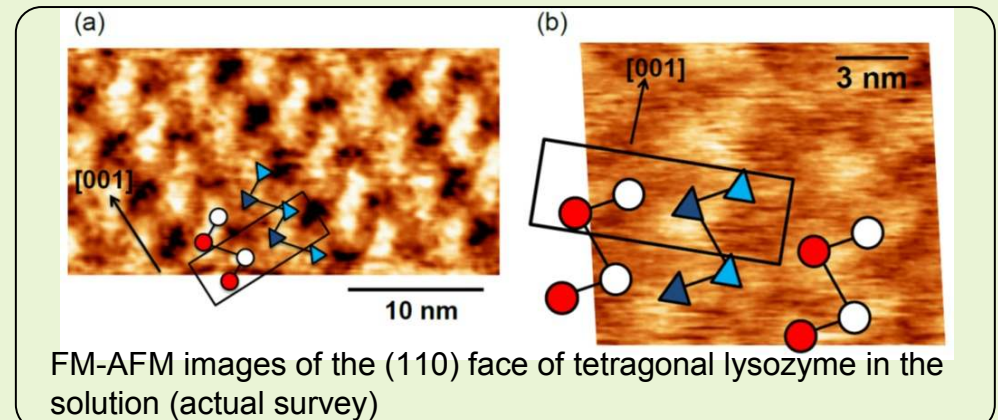 (a)
(b)
[001]
10 nm
[001]
3 nm
FM-AFM images of the (110) face of tetragonal lysozyme in the
solution (actual survey)